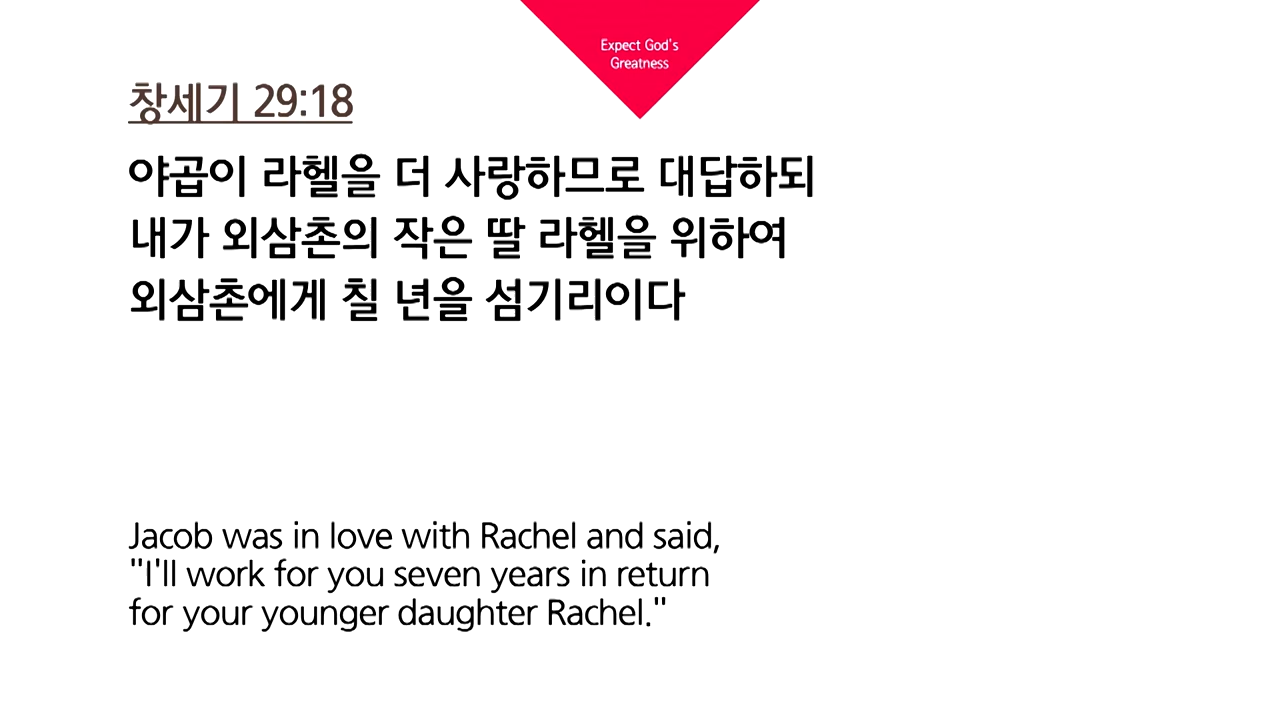 Expect God's
Greatness
창세기 29:18
야곱이 라헬을 더 사랑하므로 대답하되
내가 외삼촌의 작은 딸 라헬을 위하여
외삼촌에게 칠 년을 섬기리이다
Jacob was in love with Rachel and said,
"I'll work for you seven years in return
for your younger daughter Rachel."